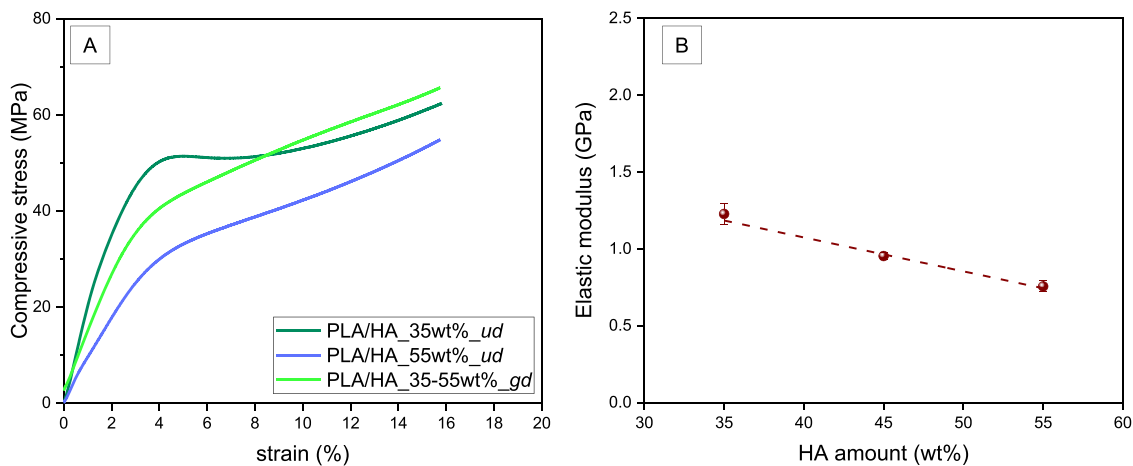 A
Compressive stress (MPa)
80
60
40
20
0
0 2 4 6 8 10 12 14 16 18 20
strain (%)
PLA/HA_35wt%_ud
PLA/HA_55wt%_ud
PLA/HA_35-55wt%_gd
B
Elastic modulus (GPa)
2.5
2.0
1.5
1.0
0.5
0.0
30 35 40 45 50 55 60
HA amount (wt%)